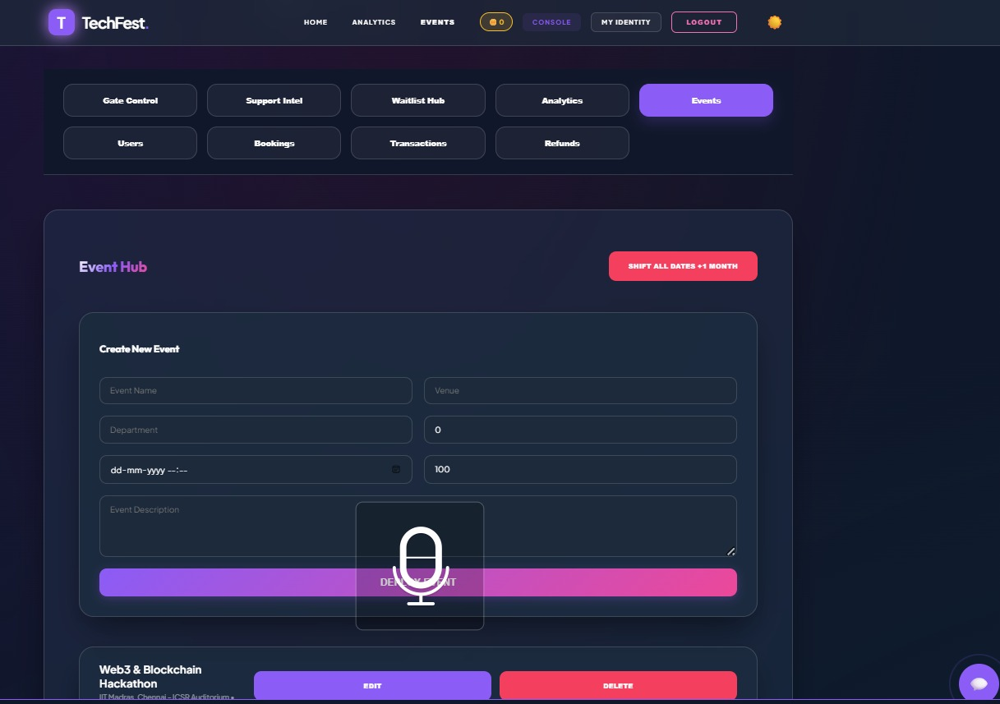 T TechFest. HOME ANALYTICS EVENTS 0 CONSOLE MY IDENTITY LOGOUT
Gate Control Support Intel Waitlist Hub Analytics Events
Users Bookings Transactions Refunds
Event Hub SHIFT ALL DATES +1 MONTH
Create New Event
Event Name Venue
Department 0
dd-mm-yyyy --:-- 100
Event Description
DEPLOY EVENT
Web3 & Blockchain
Hackathon
EDIT DELETE
IIT Madras, Chennai - ICSR Auditorium •